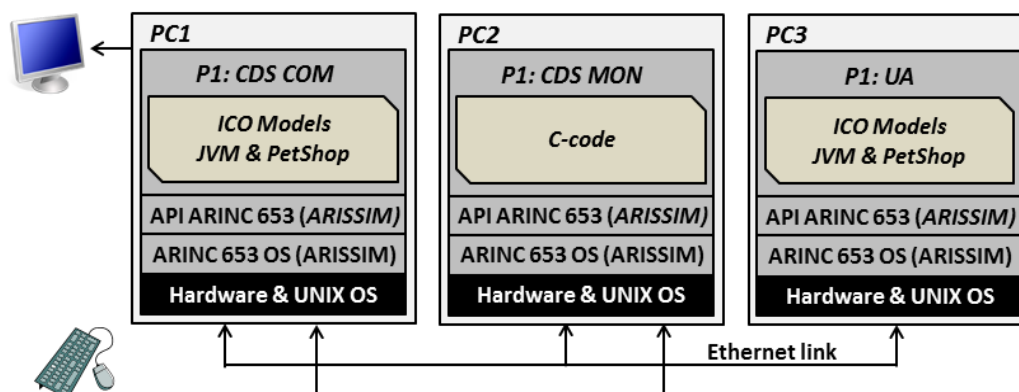 PC1
P1: CDS COM
ICO Models
JVM & PetShop
API ARINC 653 (ARISSIM)
ARINC 653 OS (ARISSIM)
Hardware & UNIX OS
PC2
P1: CDS MON
C-code
API ARINC 653 (ARISSIM)
ARINC 653 OS (ARISSIM)
Hardware & UNIX OS
PC3
P1: UA
ICO Models
JVM & PetShop
API ARINC 653 (ARISSIM)
ARINC 653 OS (ARISSIM)
Hardware & UNIX OS
Ethernet link